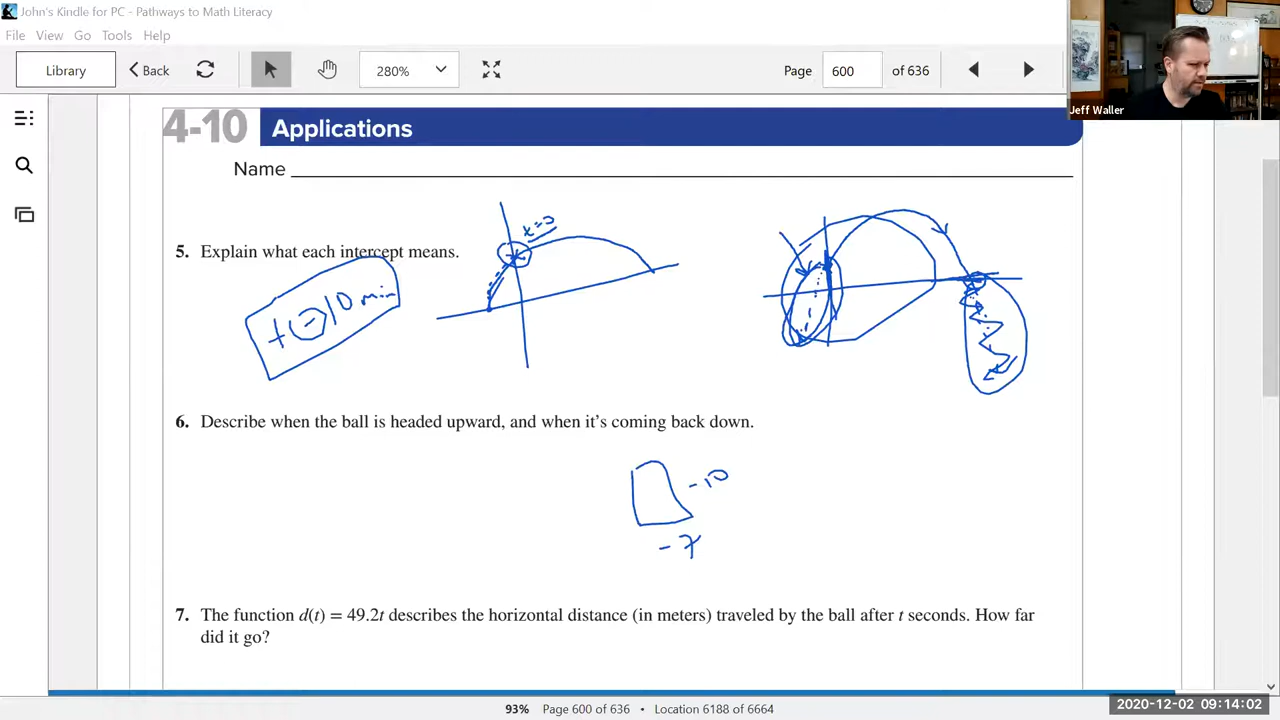 John's Kindle for PC - Pathways to Math Literacy
File View Go Tools Help
Library Back 280% Page 600 of 636
Jeff Waller
4-10 Applications
Name
x=0
5. Explain what each intercept means.
10 min
6. Describe when the ball is headed upward, and when it's coming back down.
-10
-7
7. The function d(t) = 49.2t describes the horizontal distance (in meters) traveled by the ball after t seconds. How far
did it go?
93% Page 600 of 636 • Location 6188 of 6664
2020-12-02 09:14:02